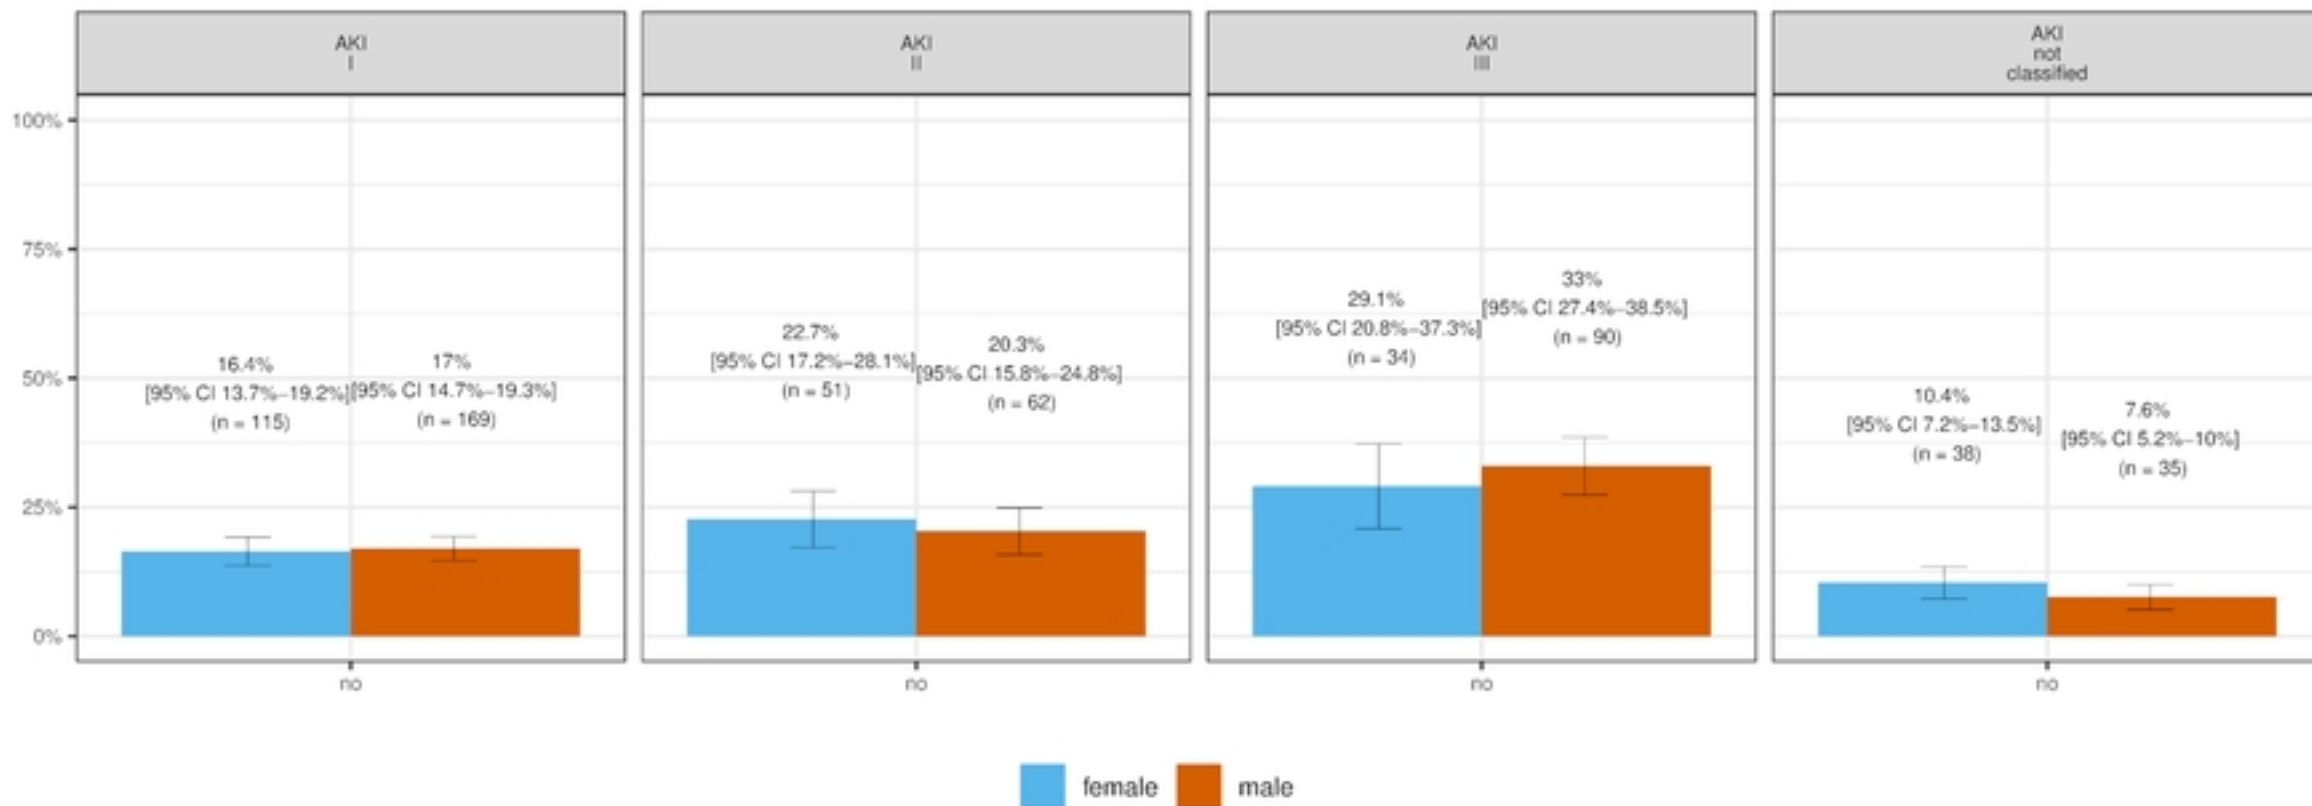 AKI
I
AKI
II
AKI
III
AKI
not
classified
100%
75%
50%
25%
0%
16.4%
[95% CI 13.7%–19.2%]
(n = 115)
17%
[95% CI 14.7%–19.3%]
(n = 169)
22.7%
[95% CI 17.2%–28.1%]
(n = 51)
20.3%
[95% CI 15.8%–24.8%]
(n = 62)
29.1%
[95% CI 20.8%–37.3%]
(n = 34)
33%
[95% CI 27.4%–38.5%]
(n = 90)
10.4%
[95% CI 7.2%–13.5%]
(n = 38)
7.6%
[95% CI 5.2%–10%]
(n = 35)
no
no
no
no
female
male